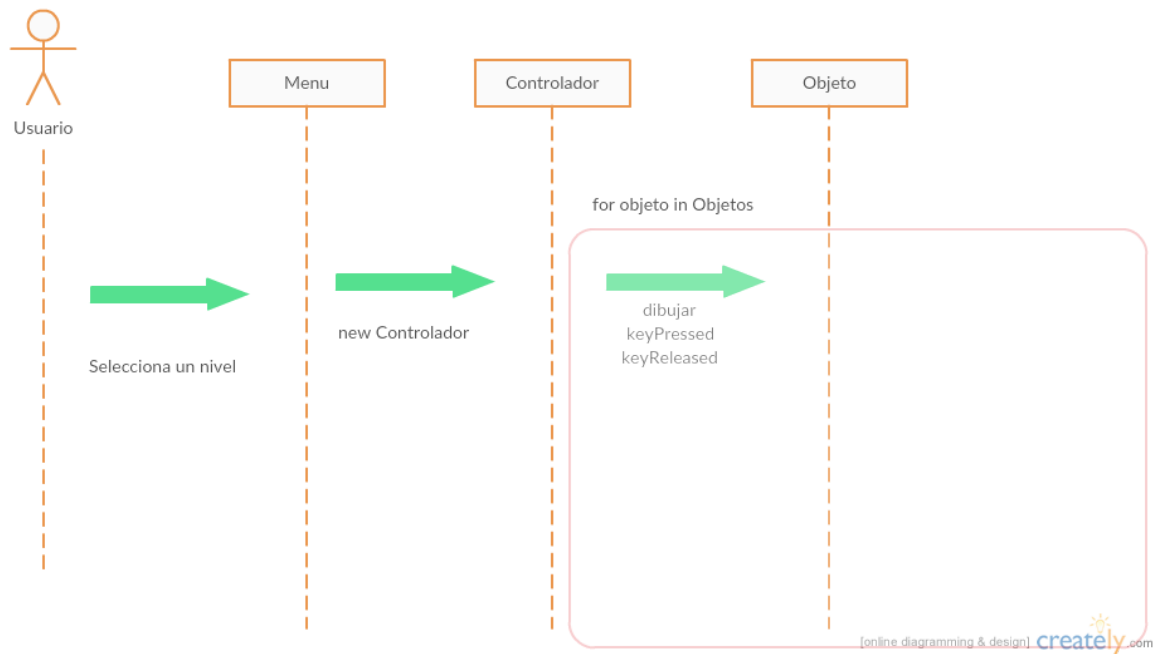 Usuario
Menu
Controlador
Objeto
for objeto in Objetos
Selecciona un nivel
new Controlador
dibujar
keyPressed
keyReleased
[online diagramming & design] creately.com